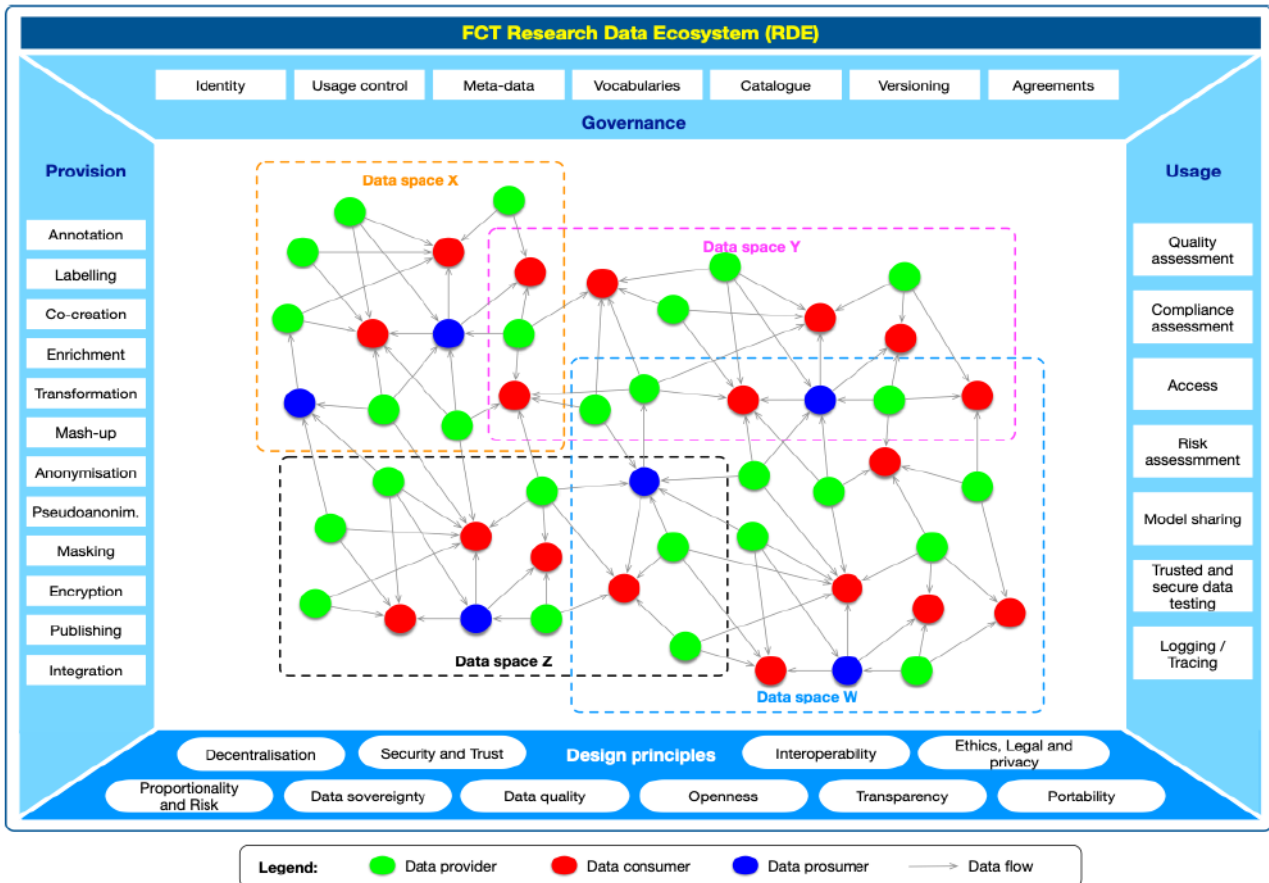 FCT Research Data Ecosystem (RDE)
Identity
Usage control
Meta-data
Vocabularies
Catalogue
Versioning
Agreements
Governance
Provision
Annotation
Labelling
Co-creation
Enrichment
Transformation
Mash-up
Anonymisation
Pseudoanonim.
Masking
Encryption
Publishing
Integration
Data space X
Data space Y
Data space Z
Data space W
Usage
Quality
assessment
Compliance
assessment
Access
Risk
assessmment
Model sharing
Trusted and
secure data
testing
Logging /
Tracing
Decentralisation
Security and Trust
Design principles
Interoperability
Ethics, Legal and
privacy
Proportionality
and Risk
Data sovereignty
Data quality
Openness
Transparency
Portability
Legend:
Data provider
Data consumer
Data prosumer
Data flow